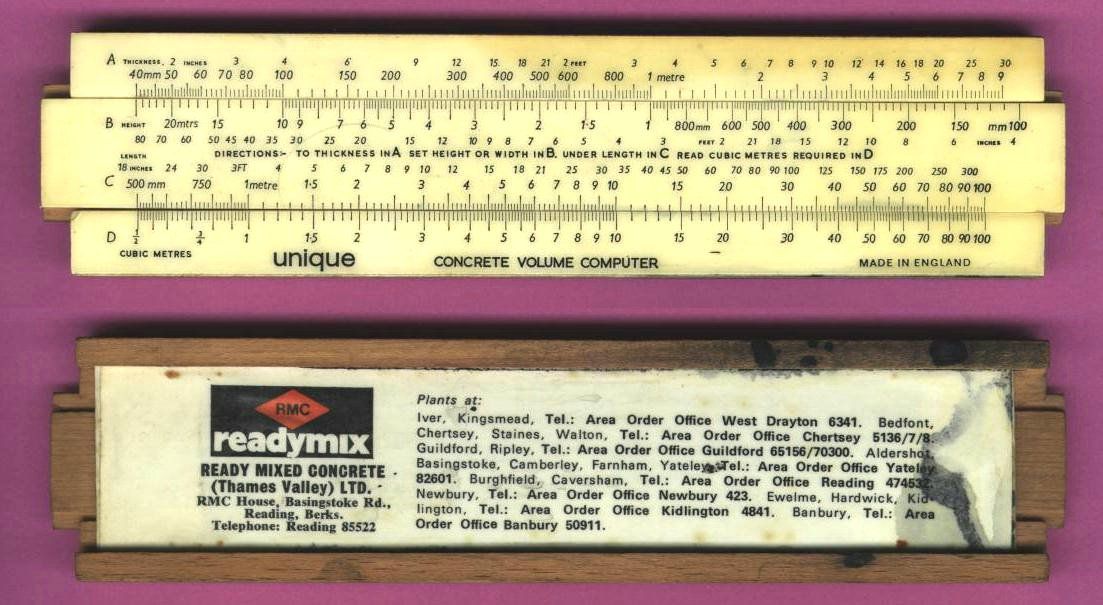 A THICKNESS, 2 INCHES 3 4 6 9 12 15 18 21 2 FEET 3 4 5 6 7 8 9 10 12 14 16 18 20 25 30
40mm 50 60 70 80 100 150 200 300 400 500 600 800 1 metre 2 3 4 5 6 7 8 9
B HEIGHT 20mtrs 15 10 9 7 6 5 4 3 2 1·5 1 800mm 600 500 400 300 200 150 mm100
80 70 60 50 45 40 35 30 25 20 15 10 9 8 7 6 5 4 3 FEET 2 21 18 15 12 10 8 6 INCHES 4
DIRECTIONS:- TO THICKNESS IN A SET HEIGHT OR WIDTH IN B. UNDER LENGTH IN C READ CUBIC METRES REQUIRED IN D
LENGTH
18 INCHES 24 30 3FT 4 5 6 7 8 9 10 12 15 18 21 25 30 35 40 45 50 60 70 80 90 100 125 150 175 200 250 300
C 500 mm 750 1metre 1·5 2 3 4 5 6 7 8 9 10 15 20 30 40 50 60 70 80 90 100
D 1/2 3/4 1 1·5 2 3 4 5 6 7 8 9 10 15 20 30 40 50 60 70 80 90 100
CUBIC METRES unique CONCRETE VOLUME COMPUTER MADE IN ENGLAND
RMC
readymix
READY MIXED CONCRETE
(Thames Valley) LTD.
RMC House, Basingstoke Rd.,
Reading, Berks.
Telephone: Reading 85522
Plants at:
Iver, Kingsmead, Tel.: Area Order Office West Drayton 6341. Bedfont,
Chertsey, Staines, Walton, Tel.: Area Order Office Chertsey 5136/7/8.
Guildford, Ripley, Tel.: Area Order Office Guildford 65156/70300. Aldershot,
Basingstoke, Camberley, Farnham, Yateley, Tel.: Area Order Office Yateley
82601. Burghfield, Caversham, Tel.: Area Order Office Reading 474532.
Newbury, Tel.: Area Order Office Newbury 423. Ewelme, Hardwick, Kid-
lington, Tel.: Area Order Office Kidlington 4841. Banbury, Tel.: Area
Order Office Banbury 50911.